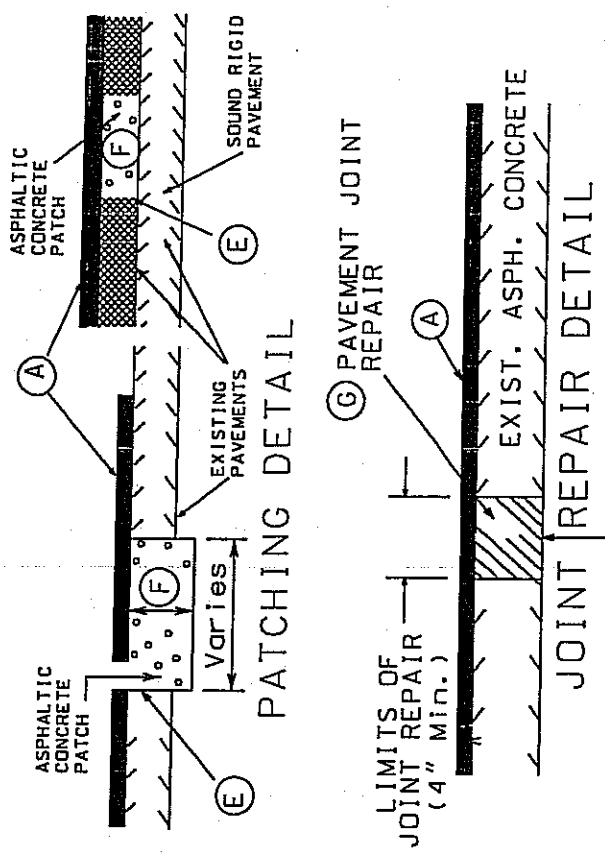 ASPHALTIC
CONCRETE
PATCH
E
F
Varies
A
EXISTING
PAVEMENTS
ASPHALTIC
CONCRETE
PATCH
F
E
SOUND RIGID
PAVEMENT
PATCHING DETAIL
LIMITS OF
JOINT REPAIR
(4" Min.)
G PAVEMENT JOINT
REPAIR
A
EXIST. ASPH. CONCRETE
JOINT REPAIR DETAIL